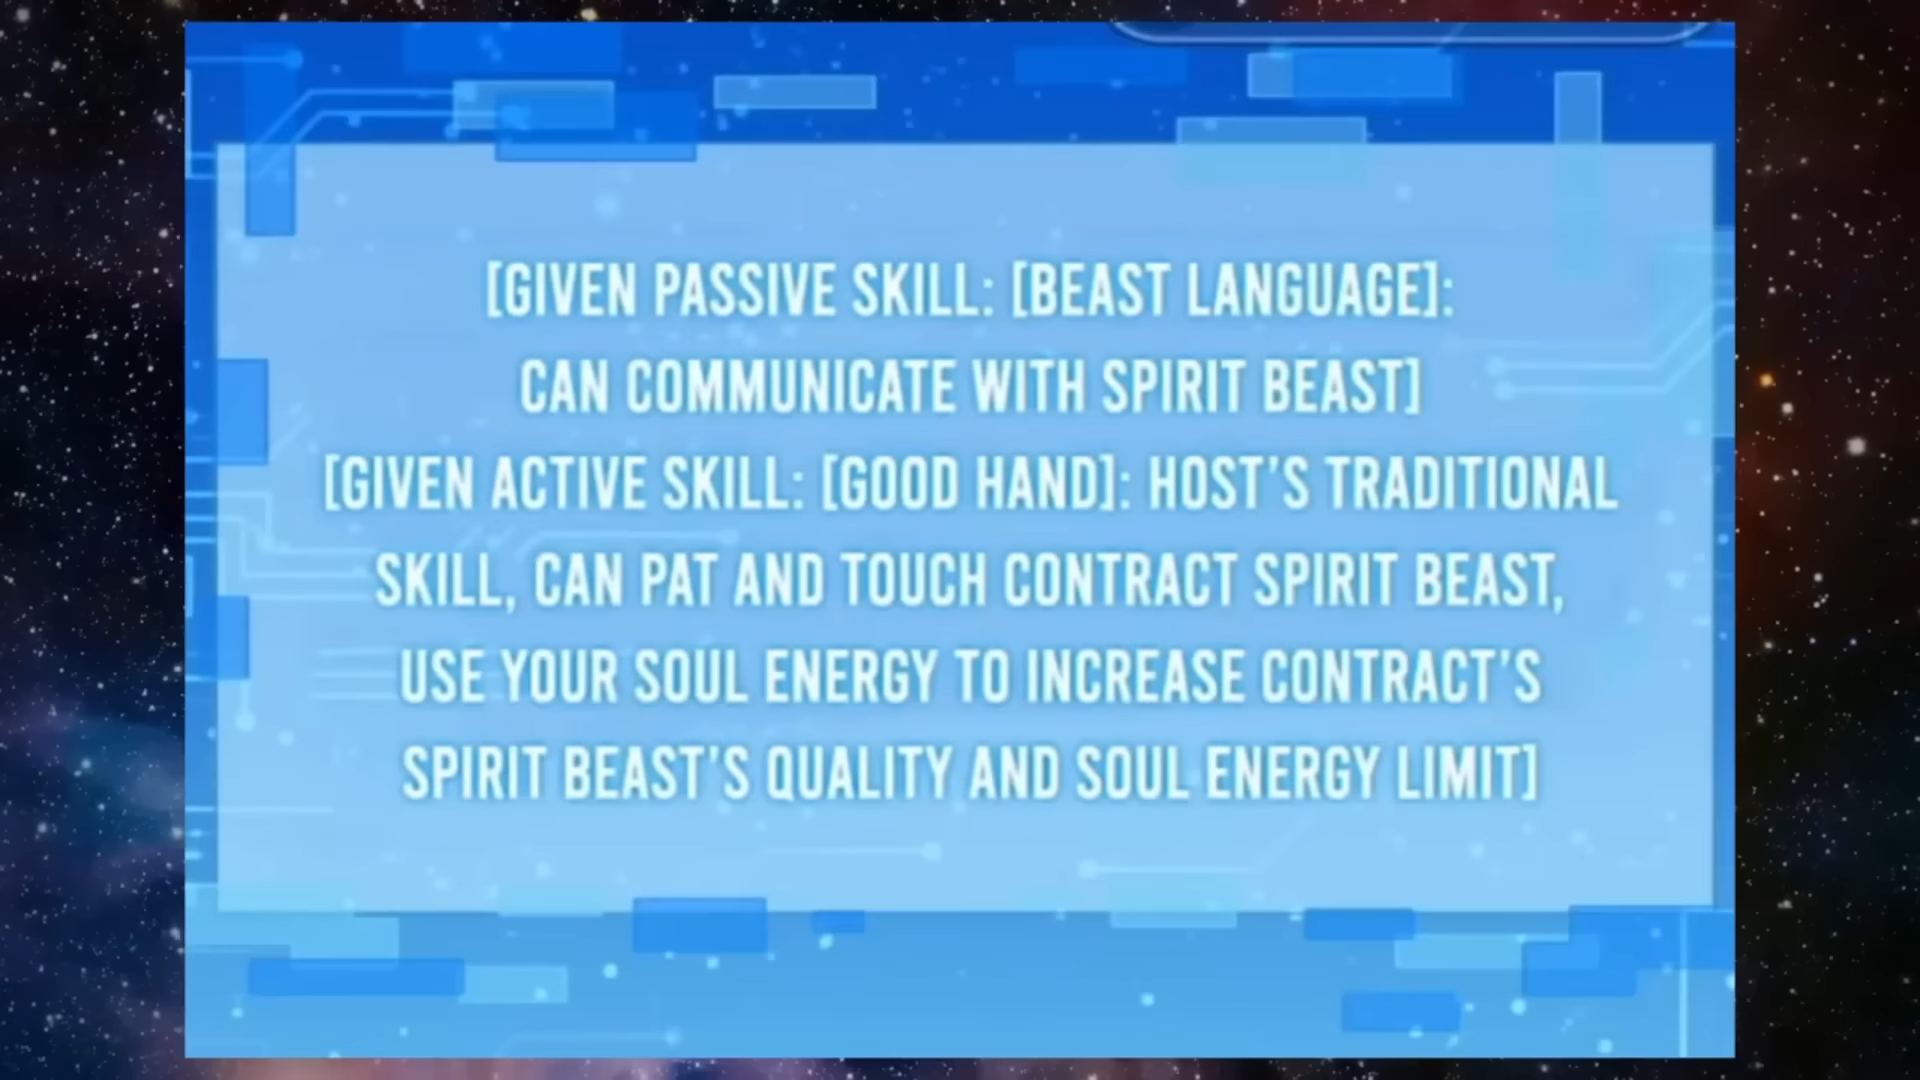 [GIVEN PASSIVE SKILL: [BEAST LANGUAGE]:
CAN COMMUNICATE WITH SPIRIT BEAST]
[GIVEN ACTIVE SKILL: [GOOD HAND]: HOST'S TRADITIONAL
SKILL, CAN PAT AND TOUCH CONTRACT SPIRIT BEAST,
USE YOUR SOUL ENERGY TO INCREASE CONTRACT'S
SPIRIT BEAST'S QUALITY AND SOUL ENERGY LIMIT]